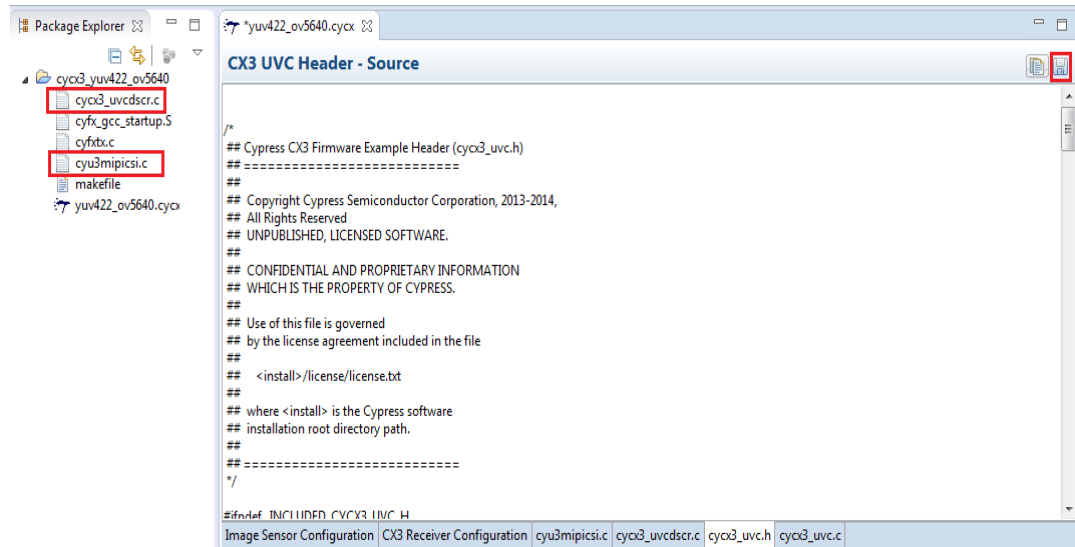 Package Explorer
cycx3_yuv422_ov5640
cycx3_uvcdscr.c
cyfx_gcc_startup.S
cyfxtx.c
cyu3mipicsi.c
makefile
yuv422_ov5640.cycx
*yuv422_ov5640.cycx
CX3 UVC Header - Source
/*
## Cypress CX3 Firmware Example Header (cycx3_uvc.h)
## ===========================
##
## Copyright Cypress Semiconductor Corporation, 2013-2014,
## All Rights Reserved
## UNPUBLISHED, LICENSED SOFTWARE.
##
## CONFIDENTIAL AND PROPRIETARY INFORMATION
## WHICH IS THE PROPERTY OF CYPRESS.
##
## Use of this file is governed
## by the license agreement included in the file
##
## <install>/license/license.txt
##
## where <install> is the Cypress software
## installation root directory path.
##
## ===========================
*/
#ifndef INCLUDED_CYCX3_UVC_H
Image Sensor Configuration CX3 Receiver Configuration cyu3mipicsi.c cycx3_uvcdscr.c cycx3_uvc.h cycx3_uvc.c